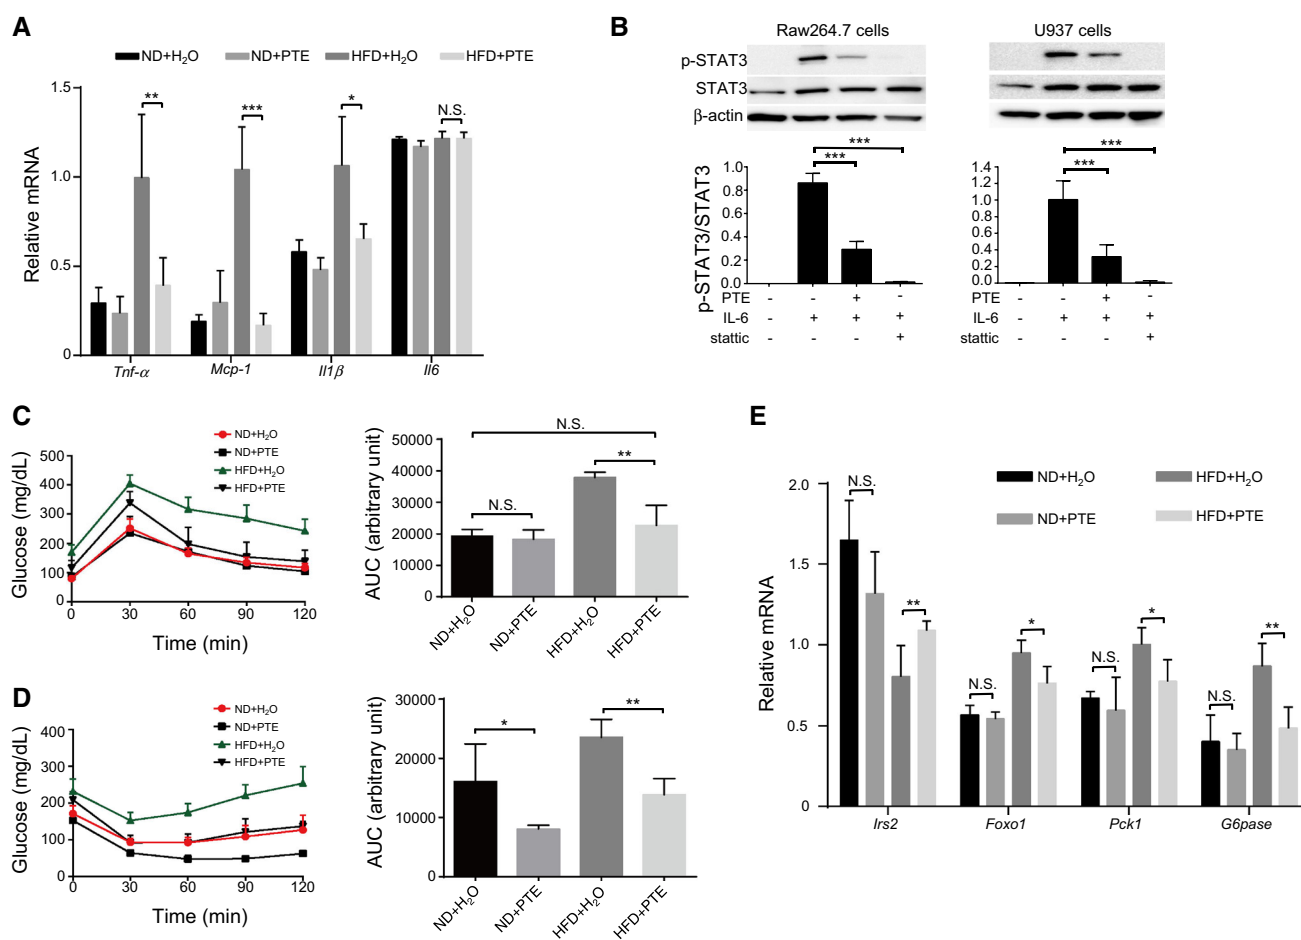 A
ND+H₂O ND+PTE HFD+H₂O HFD+PTE
Relative mRNA
1.5
1.0
0.5
0
** *** * N.S.
Tnf-α Mcp-1 Il1β Il6
B
Raw264.7 cells U937 cells
p-STAT3
STAT3
β-actin
p-STAT3/STAT3
*** ***
*** ***
1.0
0.8
0.6
0.4
0.2
0.0
1.4
1.2
1.0
0.8
0.6
0.4
0.2
0.0
PTE - - + - PTE - - + -
IL-6 - + + + IL-6 - + + +
stattic - - - + stattic - - - +
C
ND+H₂O
ND+PTE
HFD+H₂O
HFD+PTE
Glucose (mg/dL)
500
400
300
200
100
0
0 30 60 90 120
Time (min)
AUC (arbitrary unit)
50000
40000
30000
20000
10000
0
N.S.
**
N.S.
ND+H₂O ND+PTE HFD+H₂O HFD+PTE
D
ND+H₂O
ND+PTE
HFD+H₂O
HFD+PTE
Glucose (mg/dL)
400
300
200
100
0
0 30 60 90 120
Time (min)
AUC (arbitrary unit)
30000
20000
10000
0
* **
ND+H₂O ND+PTE HFD+H₂O HFD+PTE
E
ND+H₂O HFD+H₂O
ND+PTE HFD+PTE
Relative mRNA
2.0
1.5
1.0
0.5
0
N.S. ** N.S. * N.S. * N.S. **
Irs2 Foxo1 Pck1 G6pase